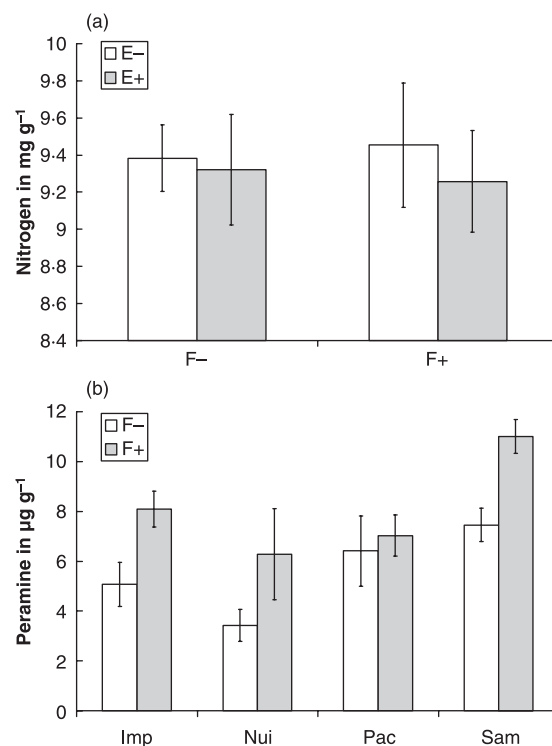 (a)
E−
E+
Nitrogen in mg g⁻¹
10
9·8
9·6
9·4
9·2
9
8·8
8·6
8·4
F− F+
(b)
F−
F+
Peramine in µg g⁻¹
12
10
8
6
4
2
0
Imp Nui Pac Sam